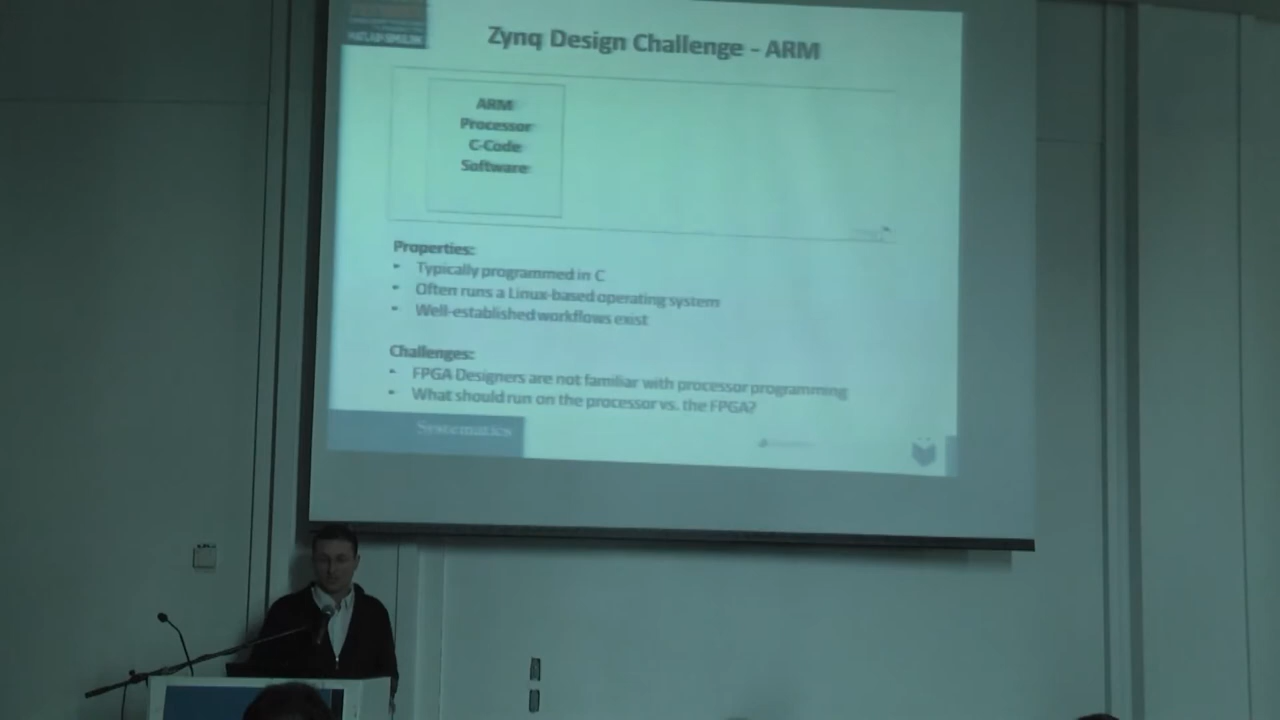 MATLAB SIMULINK
Zynq Design Challenge - ARM
ARM
Processor
C-Code
Software
Properties:
- Typically programmed in C
- Often runs a Linux-based operating system
- Well-established workflows exist
Challenges:
- FPGA Designers are not familiar with processor programming
- What should run on the processor vs. the FPGA?
Systematics